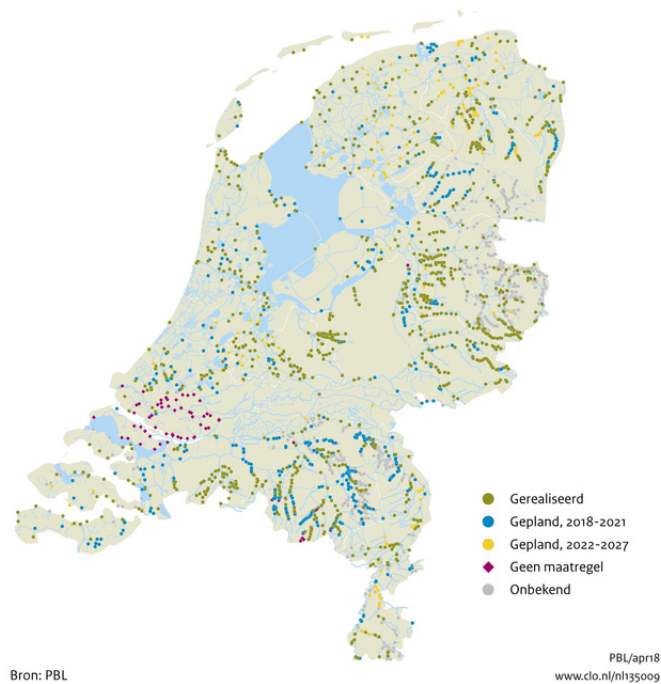 Gerealiseerd
Gepland, 2018-2021
Gepland, 2022-2027
Geen maatregel
Onbekend
PBL/apr18
Bron: PBL
www.clo.nl/nl135009